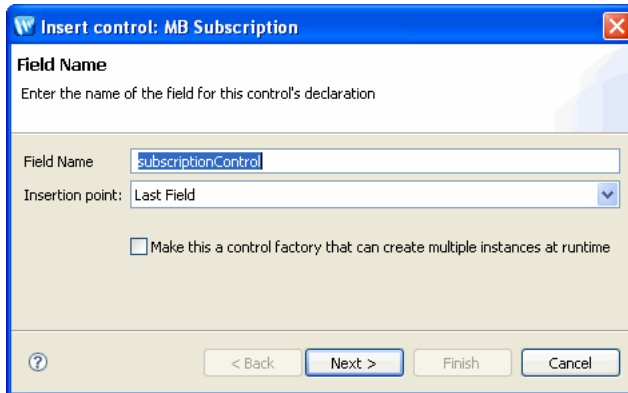 Insert control: MB Subscription
Field Name
Enter the name of the field for this control's declaration
Field Name subscriptionControl
Insertion point: Last Field
Make this a control factory that can create multiple instances at runtime
? < Back Next > Finish Cancel